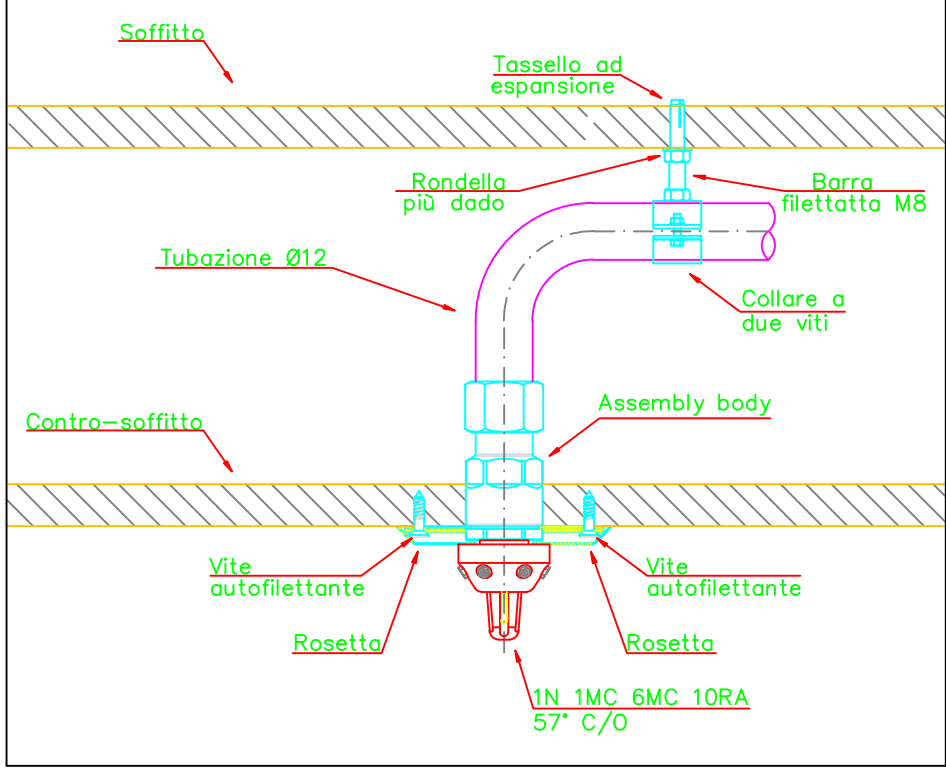 Soffitto
Tassello ad
espansione
Rondella
più dado
Barra
filettatta M8
Tubazione Ø12
Collare a
due viti
Assembly body
Contro-soffitto
Vite
autofilettante
Vite
autofilettante
Rosetta
Rosetta
1N 1MC 6MC 10RA
57° C/O